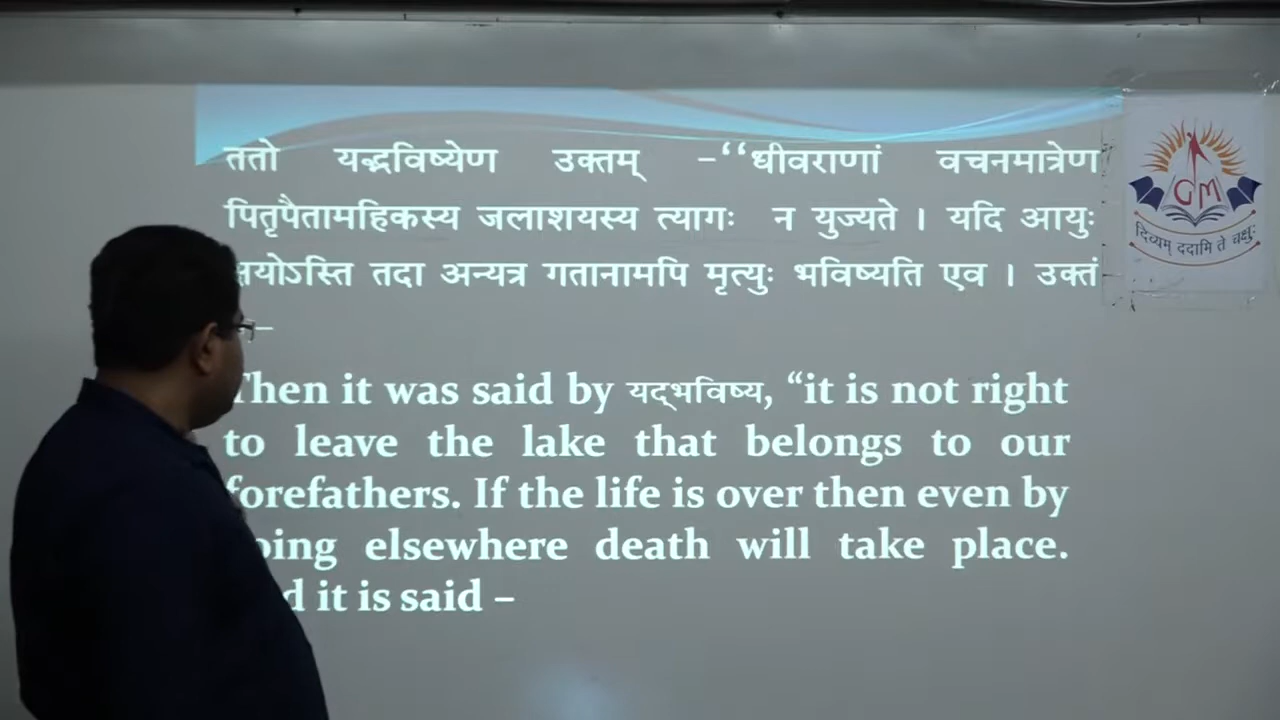 ततो यद्भविष्येण उक्तम् -“धीवराणां वचनमात्रेण
पितृपैतामहिकस्य जलाशयस्य त्यागः न युज्यते । यदि आयुः
क्षयोऽस्ति तदा अन्यत्र गतानामपि मृत्युः भविष्यति एव । उक्तं
–
Then it was said by यद्भविष्य, “it is not right
to leave the lake that belongs to our
forefathers. If the life is over then even by
elsewhere death will take place.
it is said –
GM
दिव्यम् ददामि ते चक्षुः